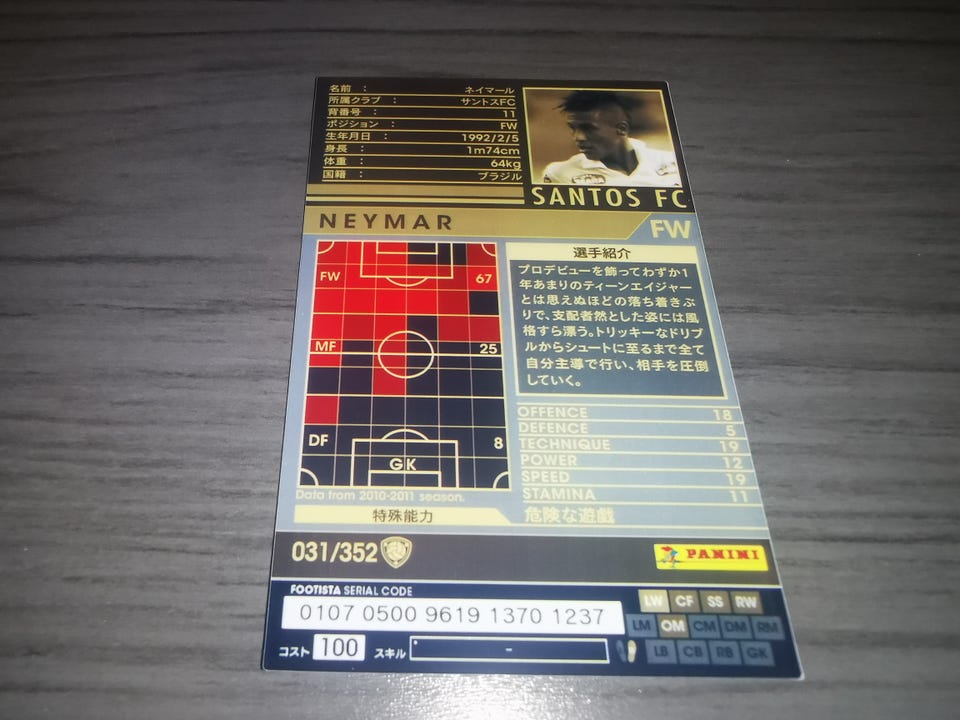 名前 : ネイマール
所属クラブ : サントスFC
背番号 : 11
ポジション : FW
生年月日 : 1992/2/5
身長 : 1m74cm
体重 : 64kg
国籍 : ブラジル
SANTOS FC
NEYMAR FW
FW 67
MF 25
DF 8
GK
Data from 2010-2011 season.
選手紹介
プロデビューを飾ってわずか1
年あまりのティーンエイジャー
とは思えぬほどの落ち着きぶ
りで、支配者然とした姿には風
格すら漂う。トリッキーなドリブ
ルからシュートに至るまで全て
自分主導で行い、相手を圧倒
していく。
OFFENCE 18
DEFENCE 5
TECHNIQUE 19
POWER 12
SPEED 19
STAMINA 11
特殊能力 危険な遊戯
031/352
PANINI
FOOTISTA SERIAL CODE
0107 0500 9619 1370 1237
コスト 100 スキル -
LW CF SS RW
LM OM CM DM RM
LB CB RB GK